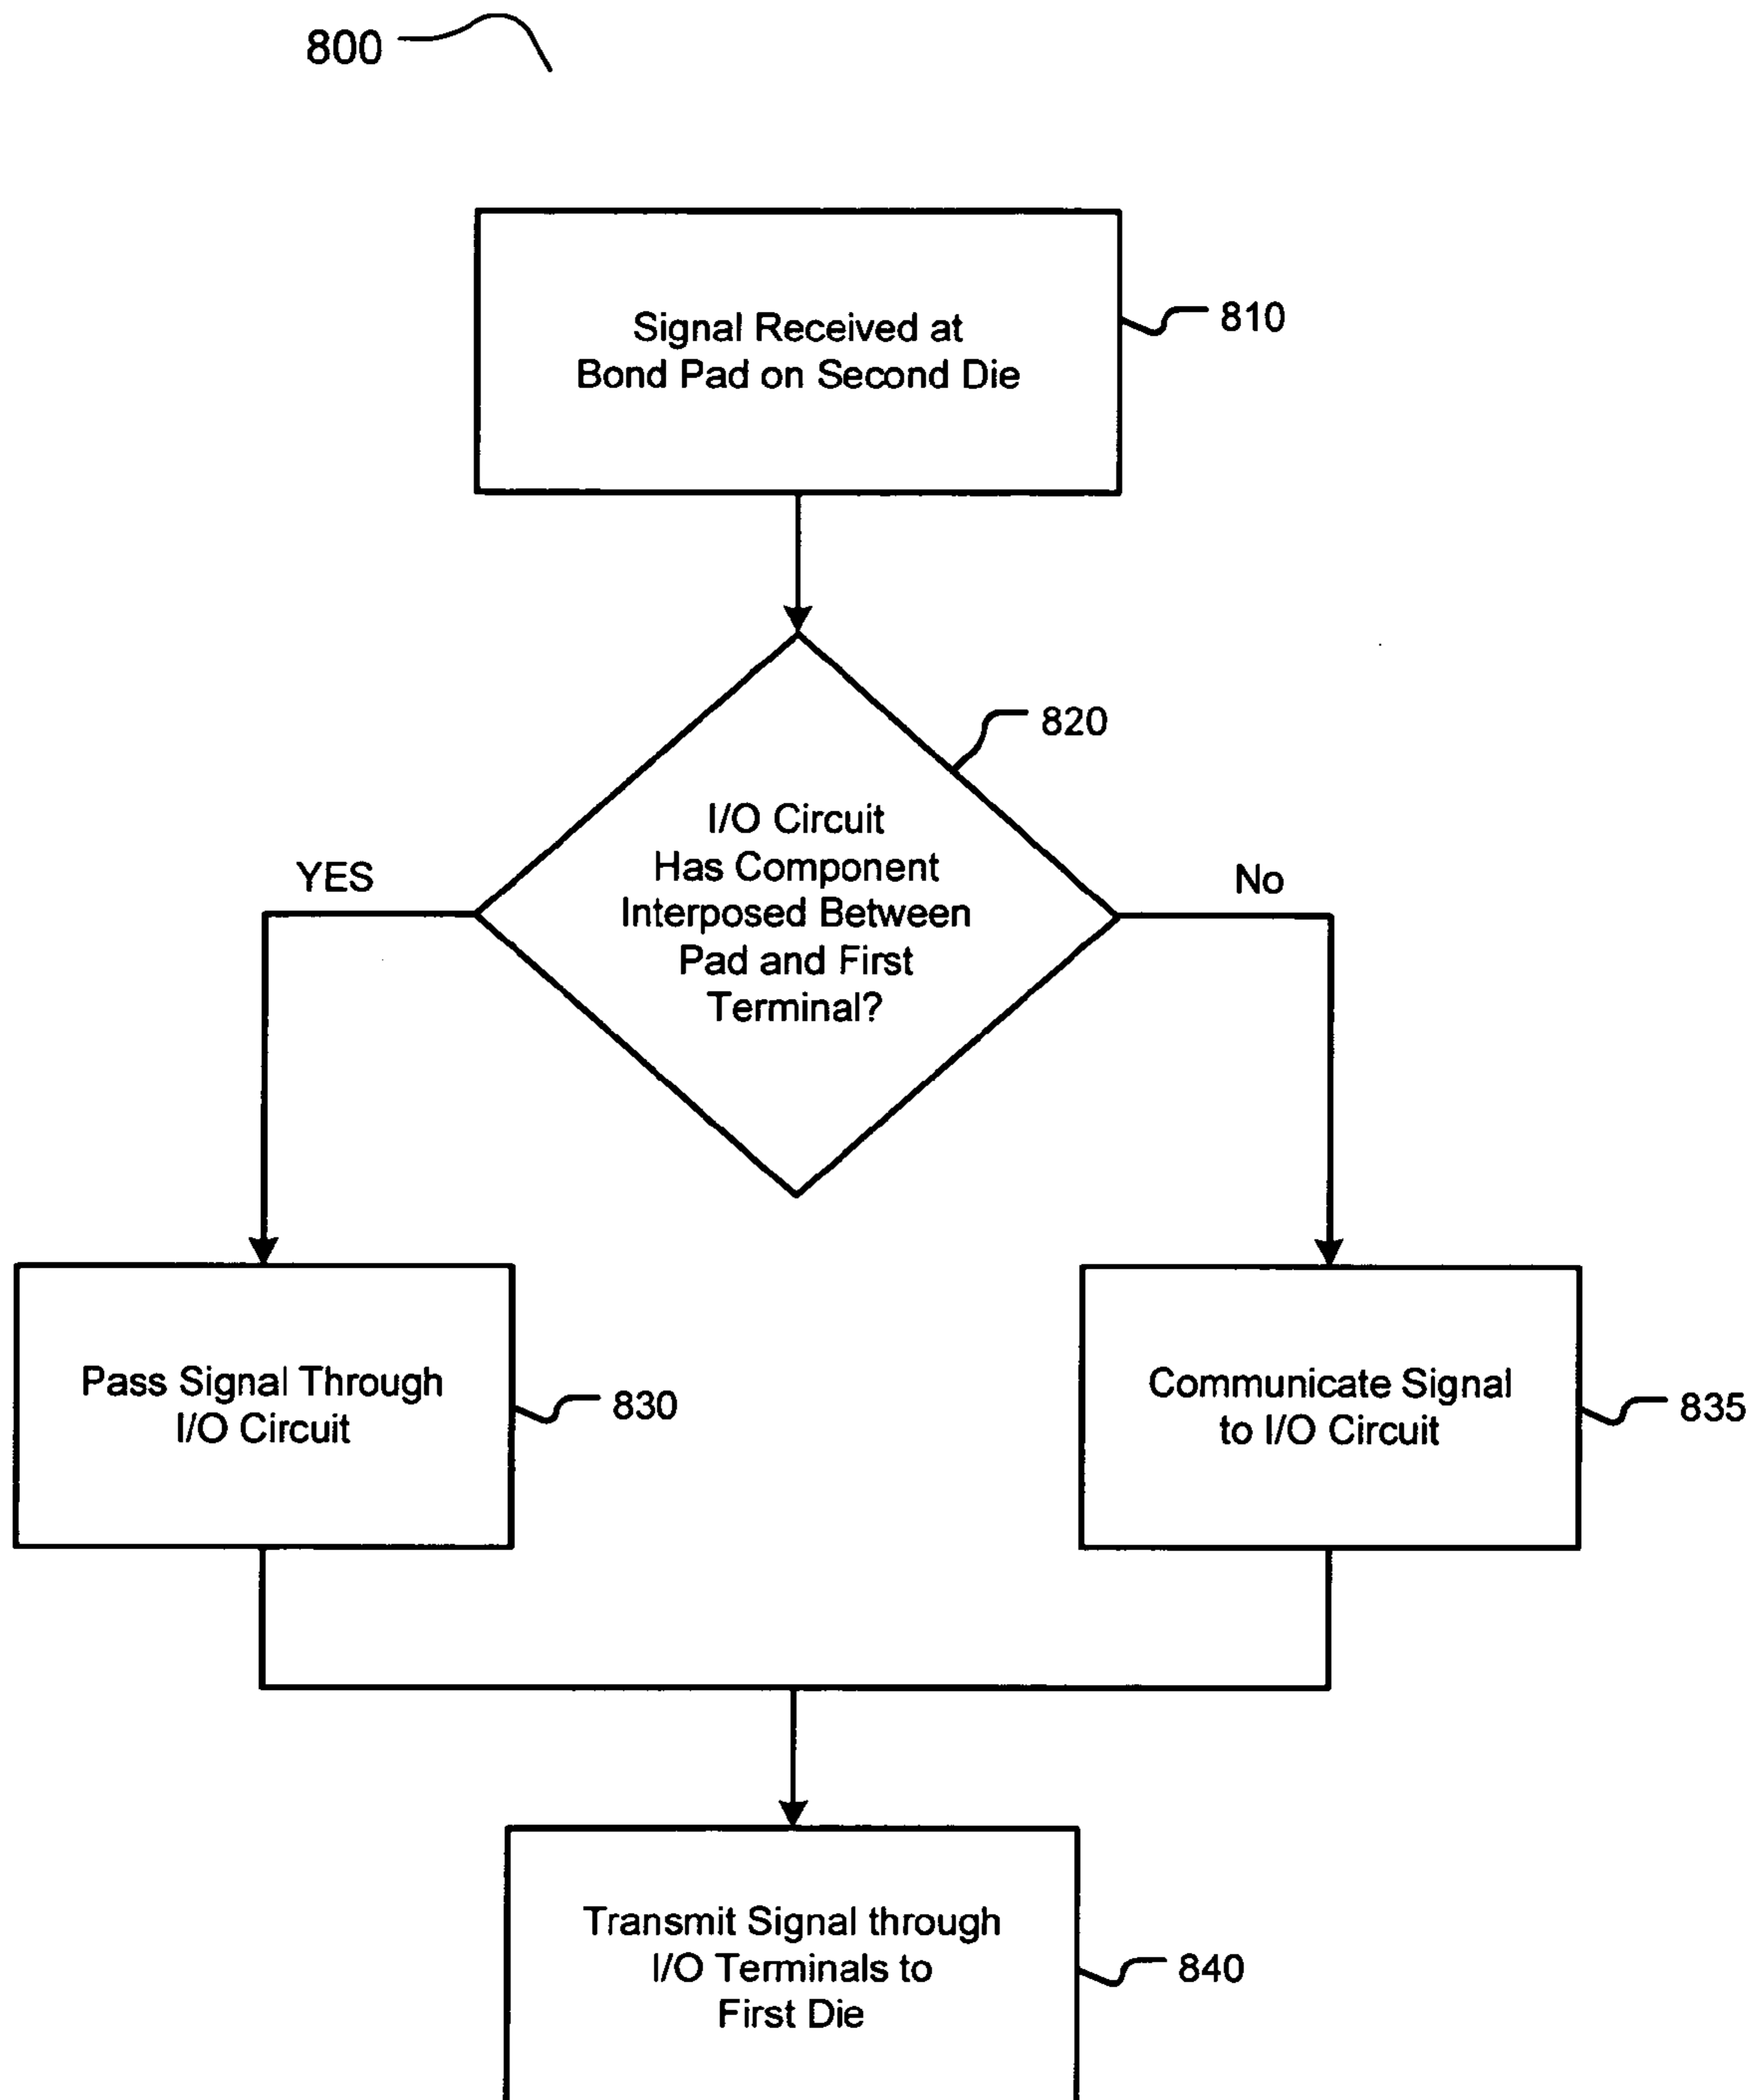 800
Signal Received at
Bond Pad on Second Die
810
820
I/O Circuit
Has Component
Interposed Between
Pad and First
Terminal?
YES
No
Pass Signal Through
I/O Circuit
830
Communicate Signal
to I/O Circuit
835
Transmit Signal through
I/O Terminals to
First Die
840